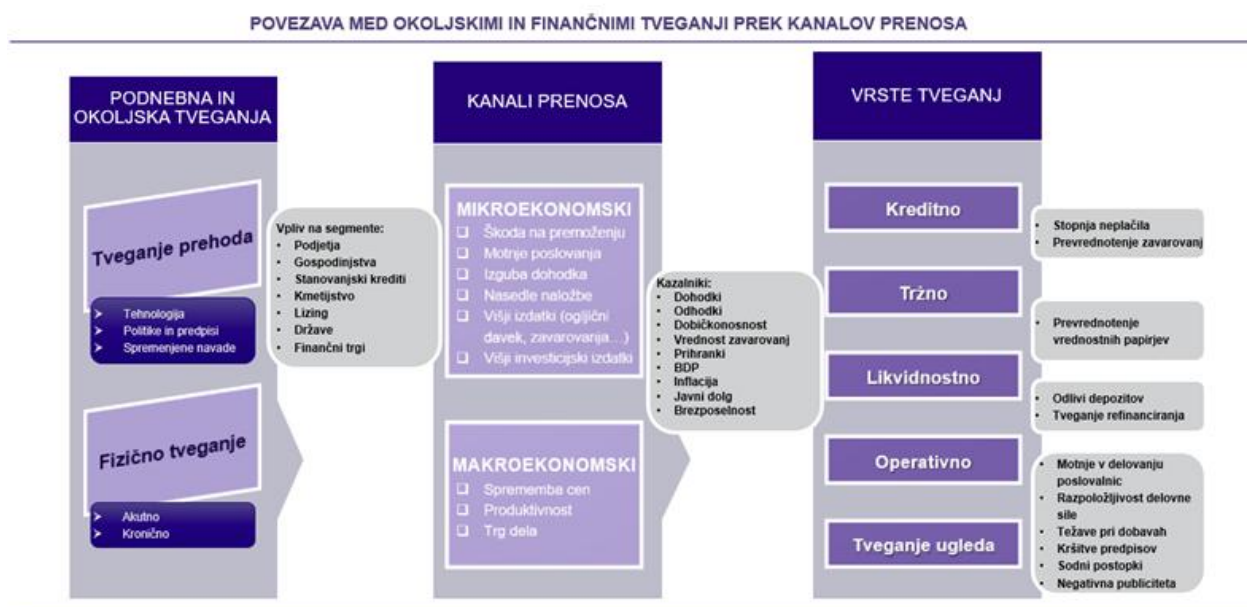 POVEZAVA MED OKOLJSKIMI IN FINANČNIMI TVEGANJI PREK KANALOV PRENOSA
PODNEBNA IN
OKOLJSKA TVEGANJA
Tveganje prehoda
Tehnologija
Politike in predpisi
Spremenjene navade
Fizično tveganje
Akutno
Kronično
Vpliv na segmente:
Podjetja
Gospodinjstva
Stanovanjski krediti
Kmetijstvo
Lizing
Države
Finančni trgi
KANALI PRENOSA
MIKROEKONOMSKI
Škoda na premoženju
Motnje poslovanja
Izguba dohodka
Nasedle naložbe
Višji izdatki (ogljični
davek, zavarovanja...)
Višji investicijski izdatki
MAKROEKONOMSKI
Sprememba cen
Produktivnost
Trg dela
Kazalniki:
Dohodki
Odhodki
Dobičkonosnost
Vrednost zavarovanj
Prihranki
BDP
Inflacija
Javni dolg
Brezposelnost
VRSTE TVEGANJ
Kreditno
Stopnja neplačila
Prevrednotenje zavarovanj
Tržno
Prevrednotenje
vrednostnih papirjev
Likvidnostno
Odlivi depozitov
Tveganje refinanciranja
Operativno
Tveganje ugleda
Motnje v delovanju
poslovalnic
Razpoložljivost delovne
sile
Težave pri dobavah
Kršitve predpisov
Sodni postopki
Negativna publiciteta